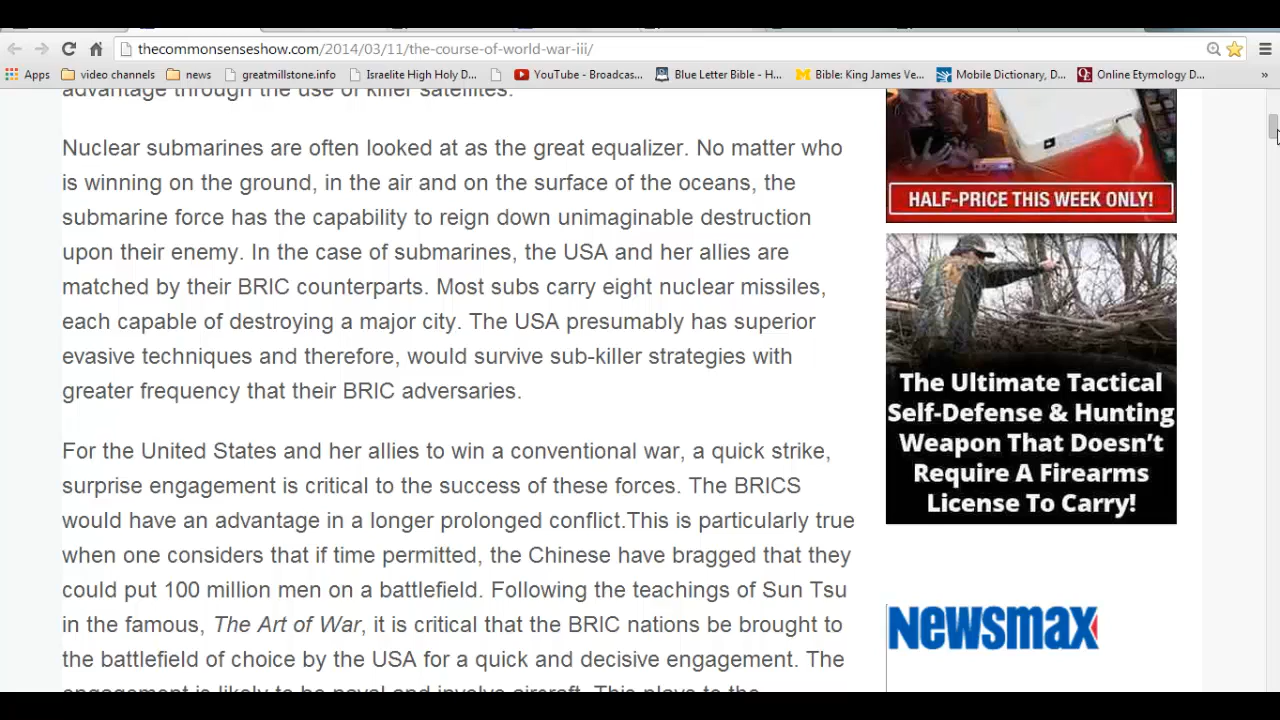 thecommonsenseshow.com/2014/03/11/the-course-of-world-war-iii/
Apps video channels news greatmillstone.info Israelite High Holy D... YouTube - Broadcas... Blue Letter Bible - H... Bible: King James Ve... Mobile Dictionary, D... Online Etymology D... »
advantage through the use of killer satellites.
Nuclear submarines are often looked at as the great equalizer. No matter who
is winning on the ground, in the air and on the surface of the oceans, the
submarine force has the capability to reign down unimaginable destruction
upon their enemy. In the case of submarines, the USA and her allies are
matched by their BRIC counterparts. Most subs carry eight nuclear missiles,
each capable of destroying a major city. The USA presumably has superior
evasive techniques and therefore, would survive sub-killer strategies with
greater frequency that their BRIC adversaries.
For the United States and her allies to win a conventional war, a quick strike,
surprise engagement is critical to the success of these forces. The BRICS
would have an advantage in a longer prolonged conflict.This is particularly true
when one considers that if time permitted, the Chinese have bragged that they
could put 100 million men on a battlefield. Following the teachings of Sun Tsu
in the famous, The Art of War, it is critical that the BRIC nations be brought to
the battlefield of choice by the USA for a quick and decisive engagement. The
engagement is likely to be naval and involve aircraft. This plays to the
HALF-PRICE THIS WEEK ONLY!
The Ultimate Tactical
Self-Defense & Hunting
Weapon That Doesn't
Require A Firearms
License To Carry!
Newsmax